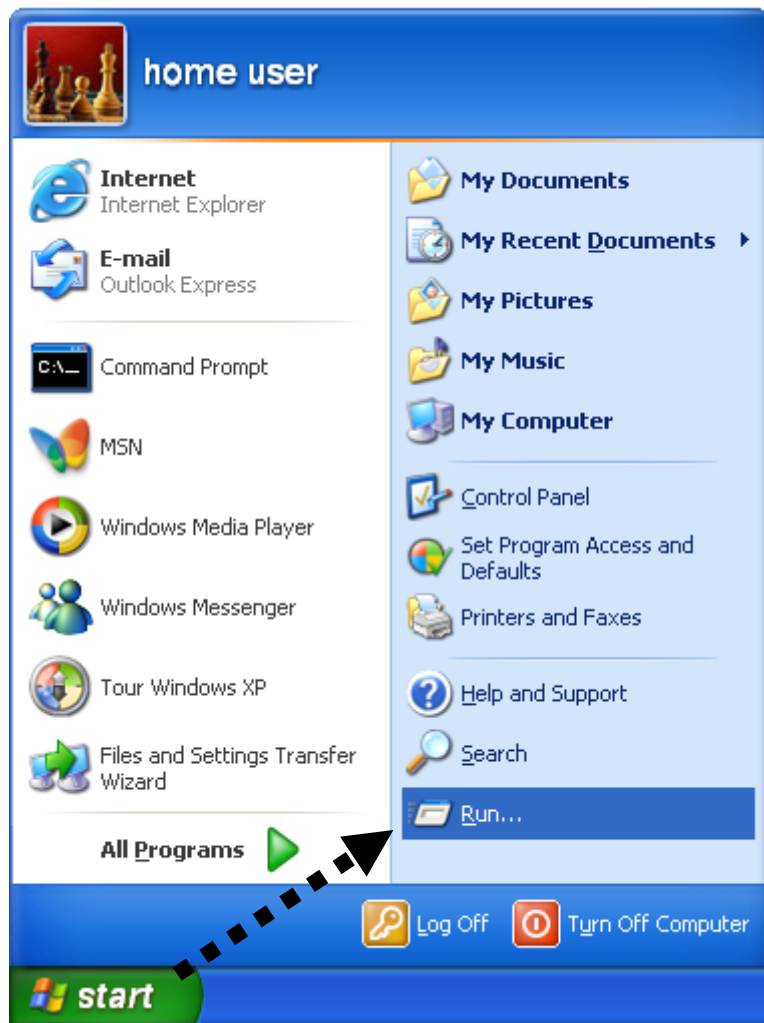 home user
Internet
Internet Explorer
E-mail
Outlook Express
C:\_
Command Prompt
MSN
Windows Media Player
Windows Messenger
Tour Windows XP
Files and Settings Transfer
Wizard
All Programs
My Documents
My Recent Documents
My Pictures
My Music
My Computer
Control Panel
Set Program Access and
Defaults
Printers and Faxes
Help and Support
Search
Run...
Log Off
Turn Off Computer
start